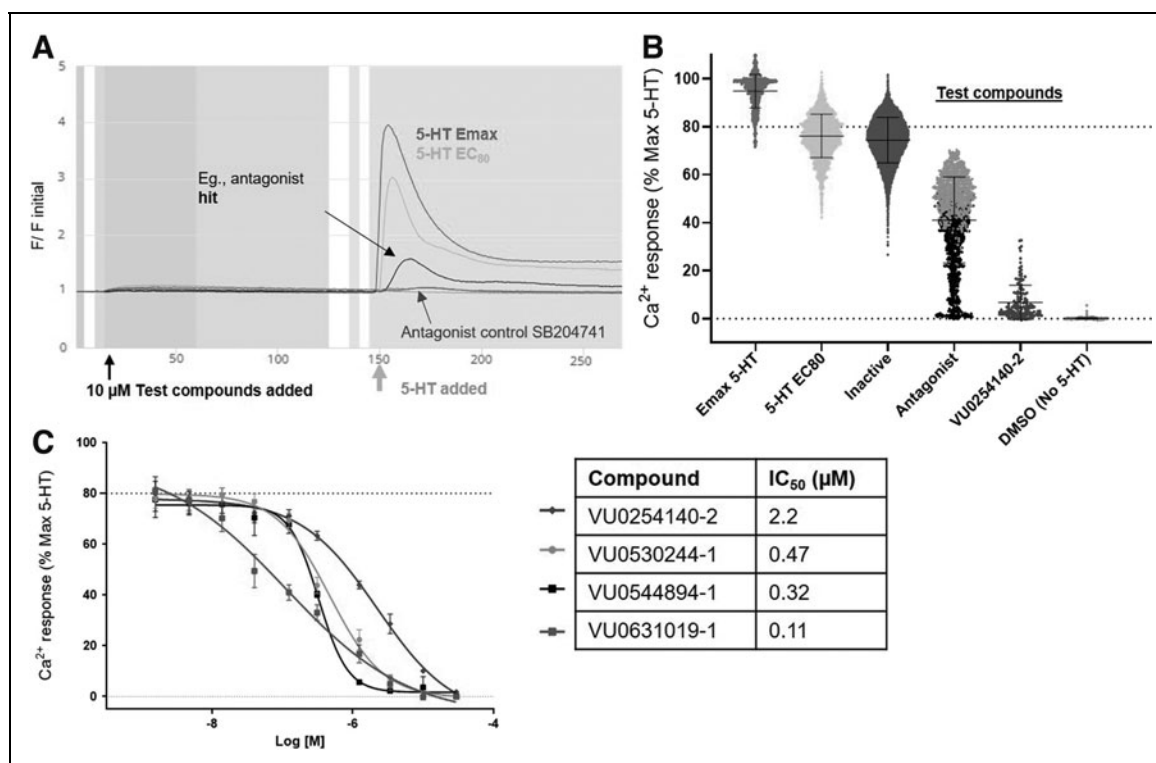 A
5
4
3
2
1
0
F/ F initial
5-HT Emax
5-HT EC80
Eg., antagonist
hit
Antagonist control SB204741
50
100
150
200
250
10 μM Test compounds added
5-HT added
B
Ca2+ response (% Max 5-HT)
100
80
60
40
20
0
Test compounds
Emax 5-HT
5-HT EC80
Inactive
Antagonist
VU0254140-2
DMSO (No 5-HT)
C
Ca2+ response (% Max 5-HT)
100
80
60
40
20
0
-8
-6
-4
Log [M]
Compound IC50 (μM)
VU0254140-2 2.2
VU0530244-1 0.47
VU0544894-1 0.32
VU0631019-1 0.11